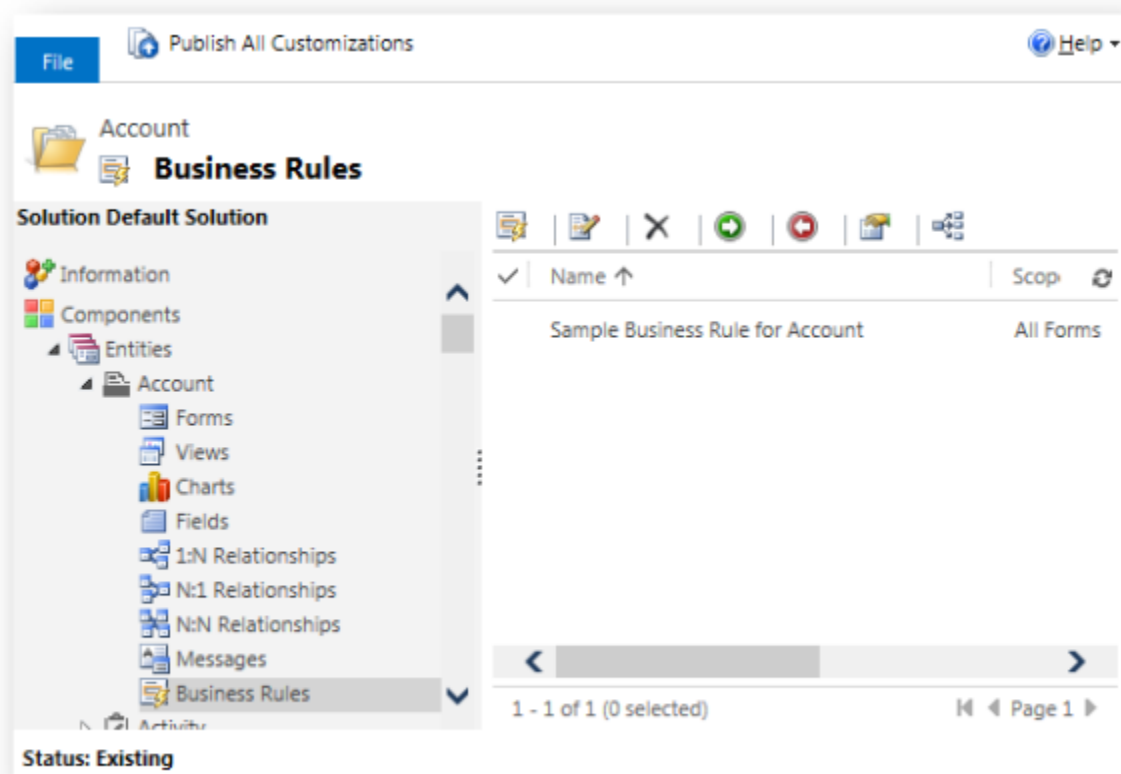 File
Publish All Customizations
Help
Account
Business Rules
Solution Default Solution
Information
Components
Entities
Account
Forms
Views
Charts
Fields
1:N Relationships
N:1 Relationships
N:N Relationships
Messages
Business Rules
Activity
Name
Scop
Sample Business Rule for Account
All Forms
1 - 1 of 1 (0 selected)
Page 1
Status: Existing